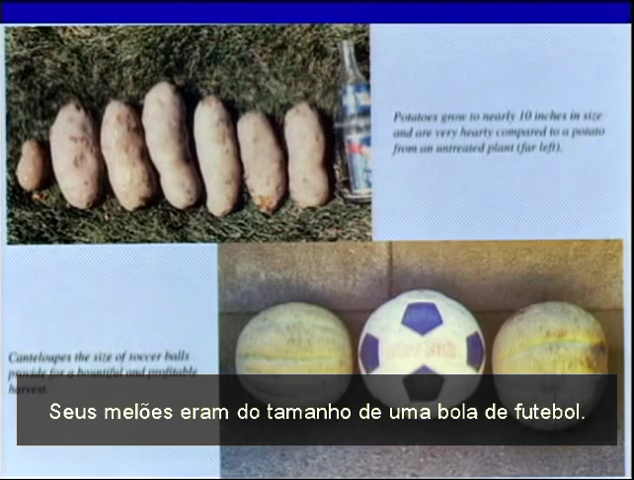 Potatoes grow to nearly 10 inches in size
and are very hearty compared to a potato
from an untreated plant (far left).
Canteloupes the size of soccer balls
provide for a bountiful and profitable
harvest.
Seus melões eram do tamanho de uma bola de futebol.